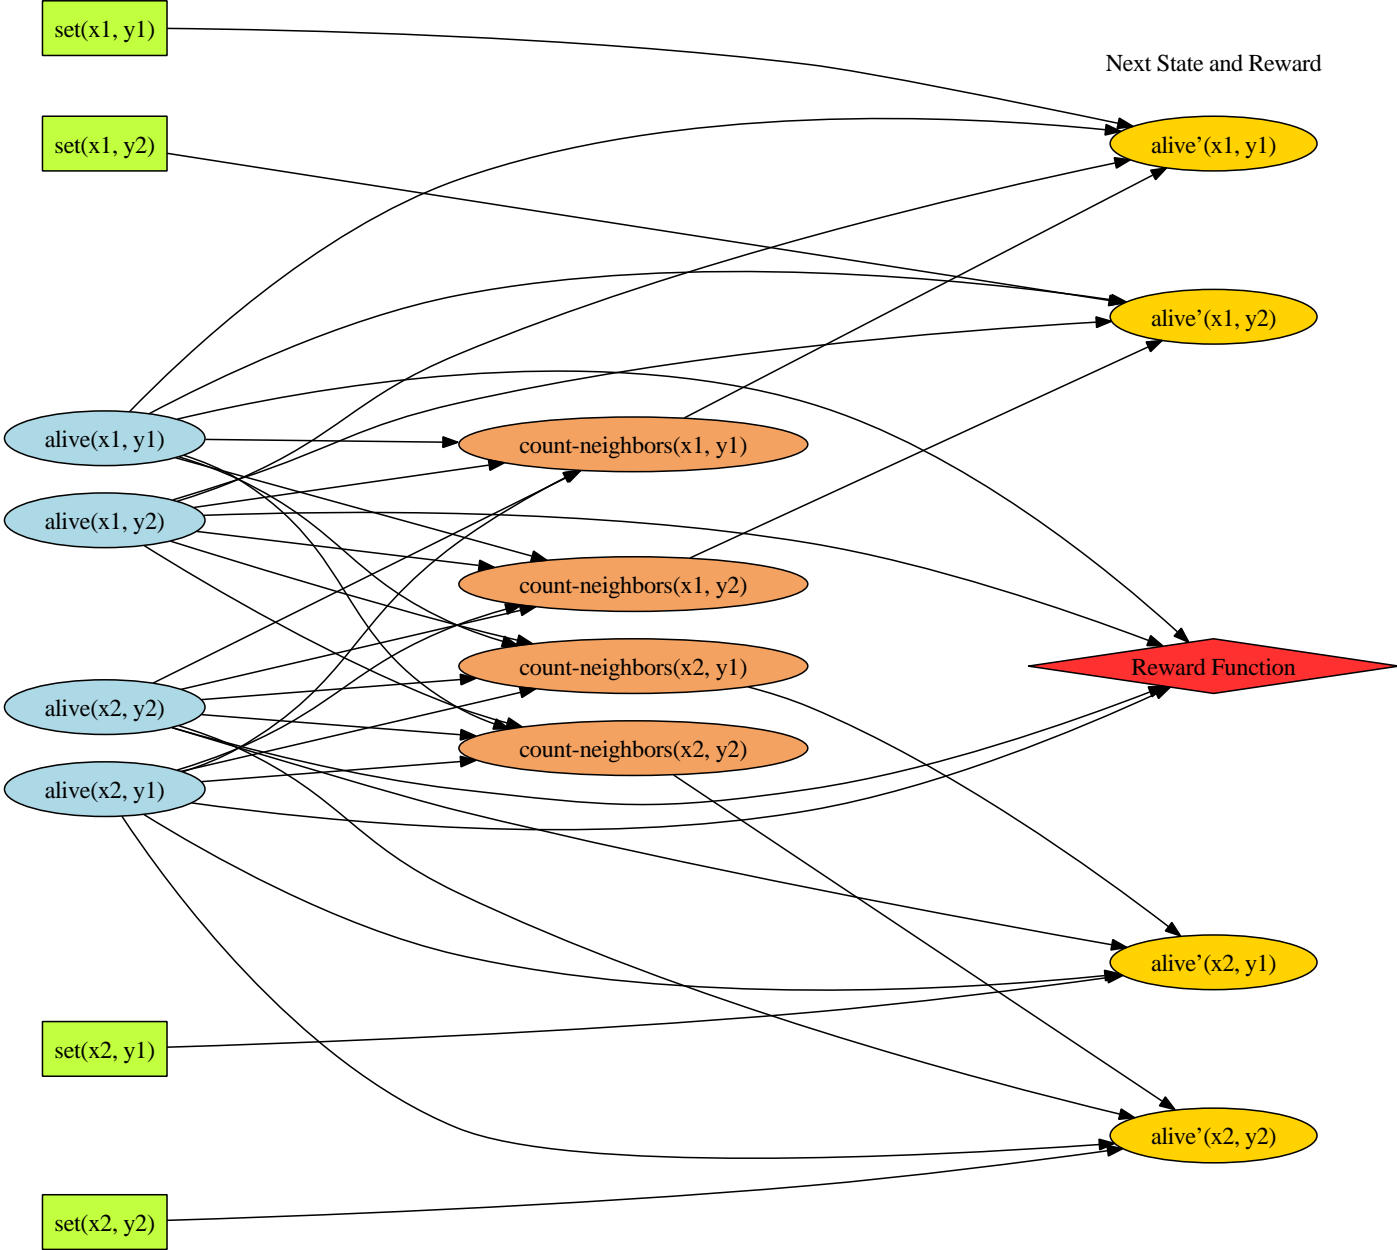 set(x1, y1)
Next State and Reward
set(x1, y2)
alive’(x1, y1)
alive’(x1, y2)
alive(x1, y1)
count-neighbors(x1, y1)
alive(x1, y2)
count-neighbors(x1, y2)
count-neighbors(x2, y1)
Reward Function
alive(x2, y2)
count-neighbors(x2, y2)
alive(x2, y1)
alive’(x2, y1)
set(x2, y1)
alive’(x2, y2)
set(x2, y2)